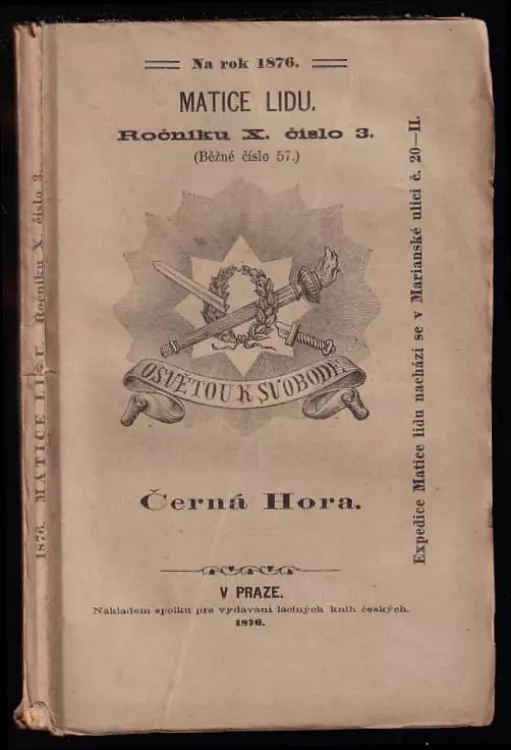 Na rok 1876.
MATICE LIDU.
Ročníku X. číslo 3.
(Běžné číslo 57.)
OSVĚTOU K SVOBODĚ.
Černá Hora.
V PRAZE.
Nákladem spolku pro vydávání laciných knih českých.
1876.
Expedice Matice lidu nachází se v Marianské ulici č. 20—II.
1876. MATICE LIDU. Ročníku X. číslo 3.